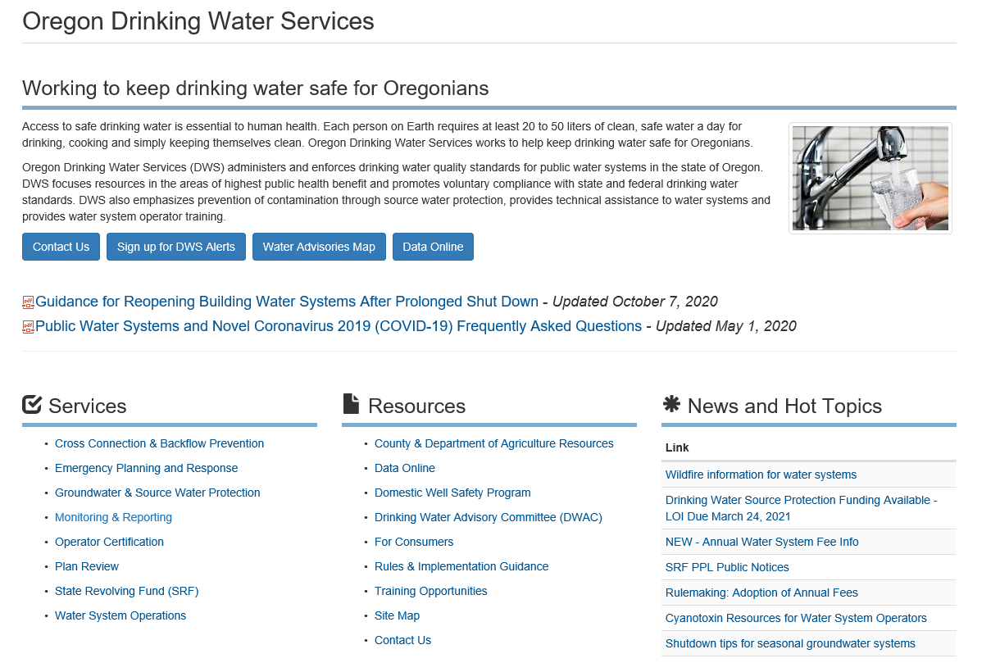 Oregon Drinking Water Services
Working to keep drinking water safe for Oregonians
Access to safe drinking water is essential to human health. Each person on Earth requires at least 20 to 50 liters of clean, safe water a day for
drinking, cooking and simply keeping themselves clean. Oregon Drinking Water Services works to help keep drinking water safe for Oregonians.
Oregon Drinking Water Services (DWS) administers and enforces drinking water quality standards for public water systems in the state of Oregon.
DWS focuses resources in the areas of highest public health benefit and promotes voluntary compliance with state and federal drinking water
standards. DWS also emphasizes prevention of contamination through source water protection, provides technical assistance to water systems and
provides water system operator training.
Contact Us Sign up for DWS Alerts Water Advisories Map Data Online
Guidance for Reopening Building Water Systems After Prolonged Shut Down - Updated October 7, 2020
Public Water Systems and Novel Coronavirus 2019 (COVID-19) Frequently Asked Questions - Updated May 1, 2020
Services
• Cross Connection & Backflow Prevention
• Emergency Planning and Response
• Groundwater & Source Water Protection
• Monitoring & Reporting
• Operator Certification
• Plan Review
• State Revolving Fund (SRF)
• Water System Operations
Resources
• County & Department of Agriculture Resources
• Data Online
• Domestic Well Safety Program
• Drinking Water Advisory Committee (DWAC)
• For Consumers
• Rules & Implementation Guidance
• Training Opportunities
• Site Map
• Contact Us
News and Hot Topics
Link
Wildfire information for water systems
Drinking Water Source Protection Funding Available -
LOI Due March 24, 2021
NEW - Annual Water System Fee Info
SRF PPL Public Notices
Rulemaking: Adoption of Annual Fees
Cyanotoxin Resources for Water System Operators
Shutdown tips for seasonal groundwater systems